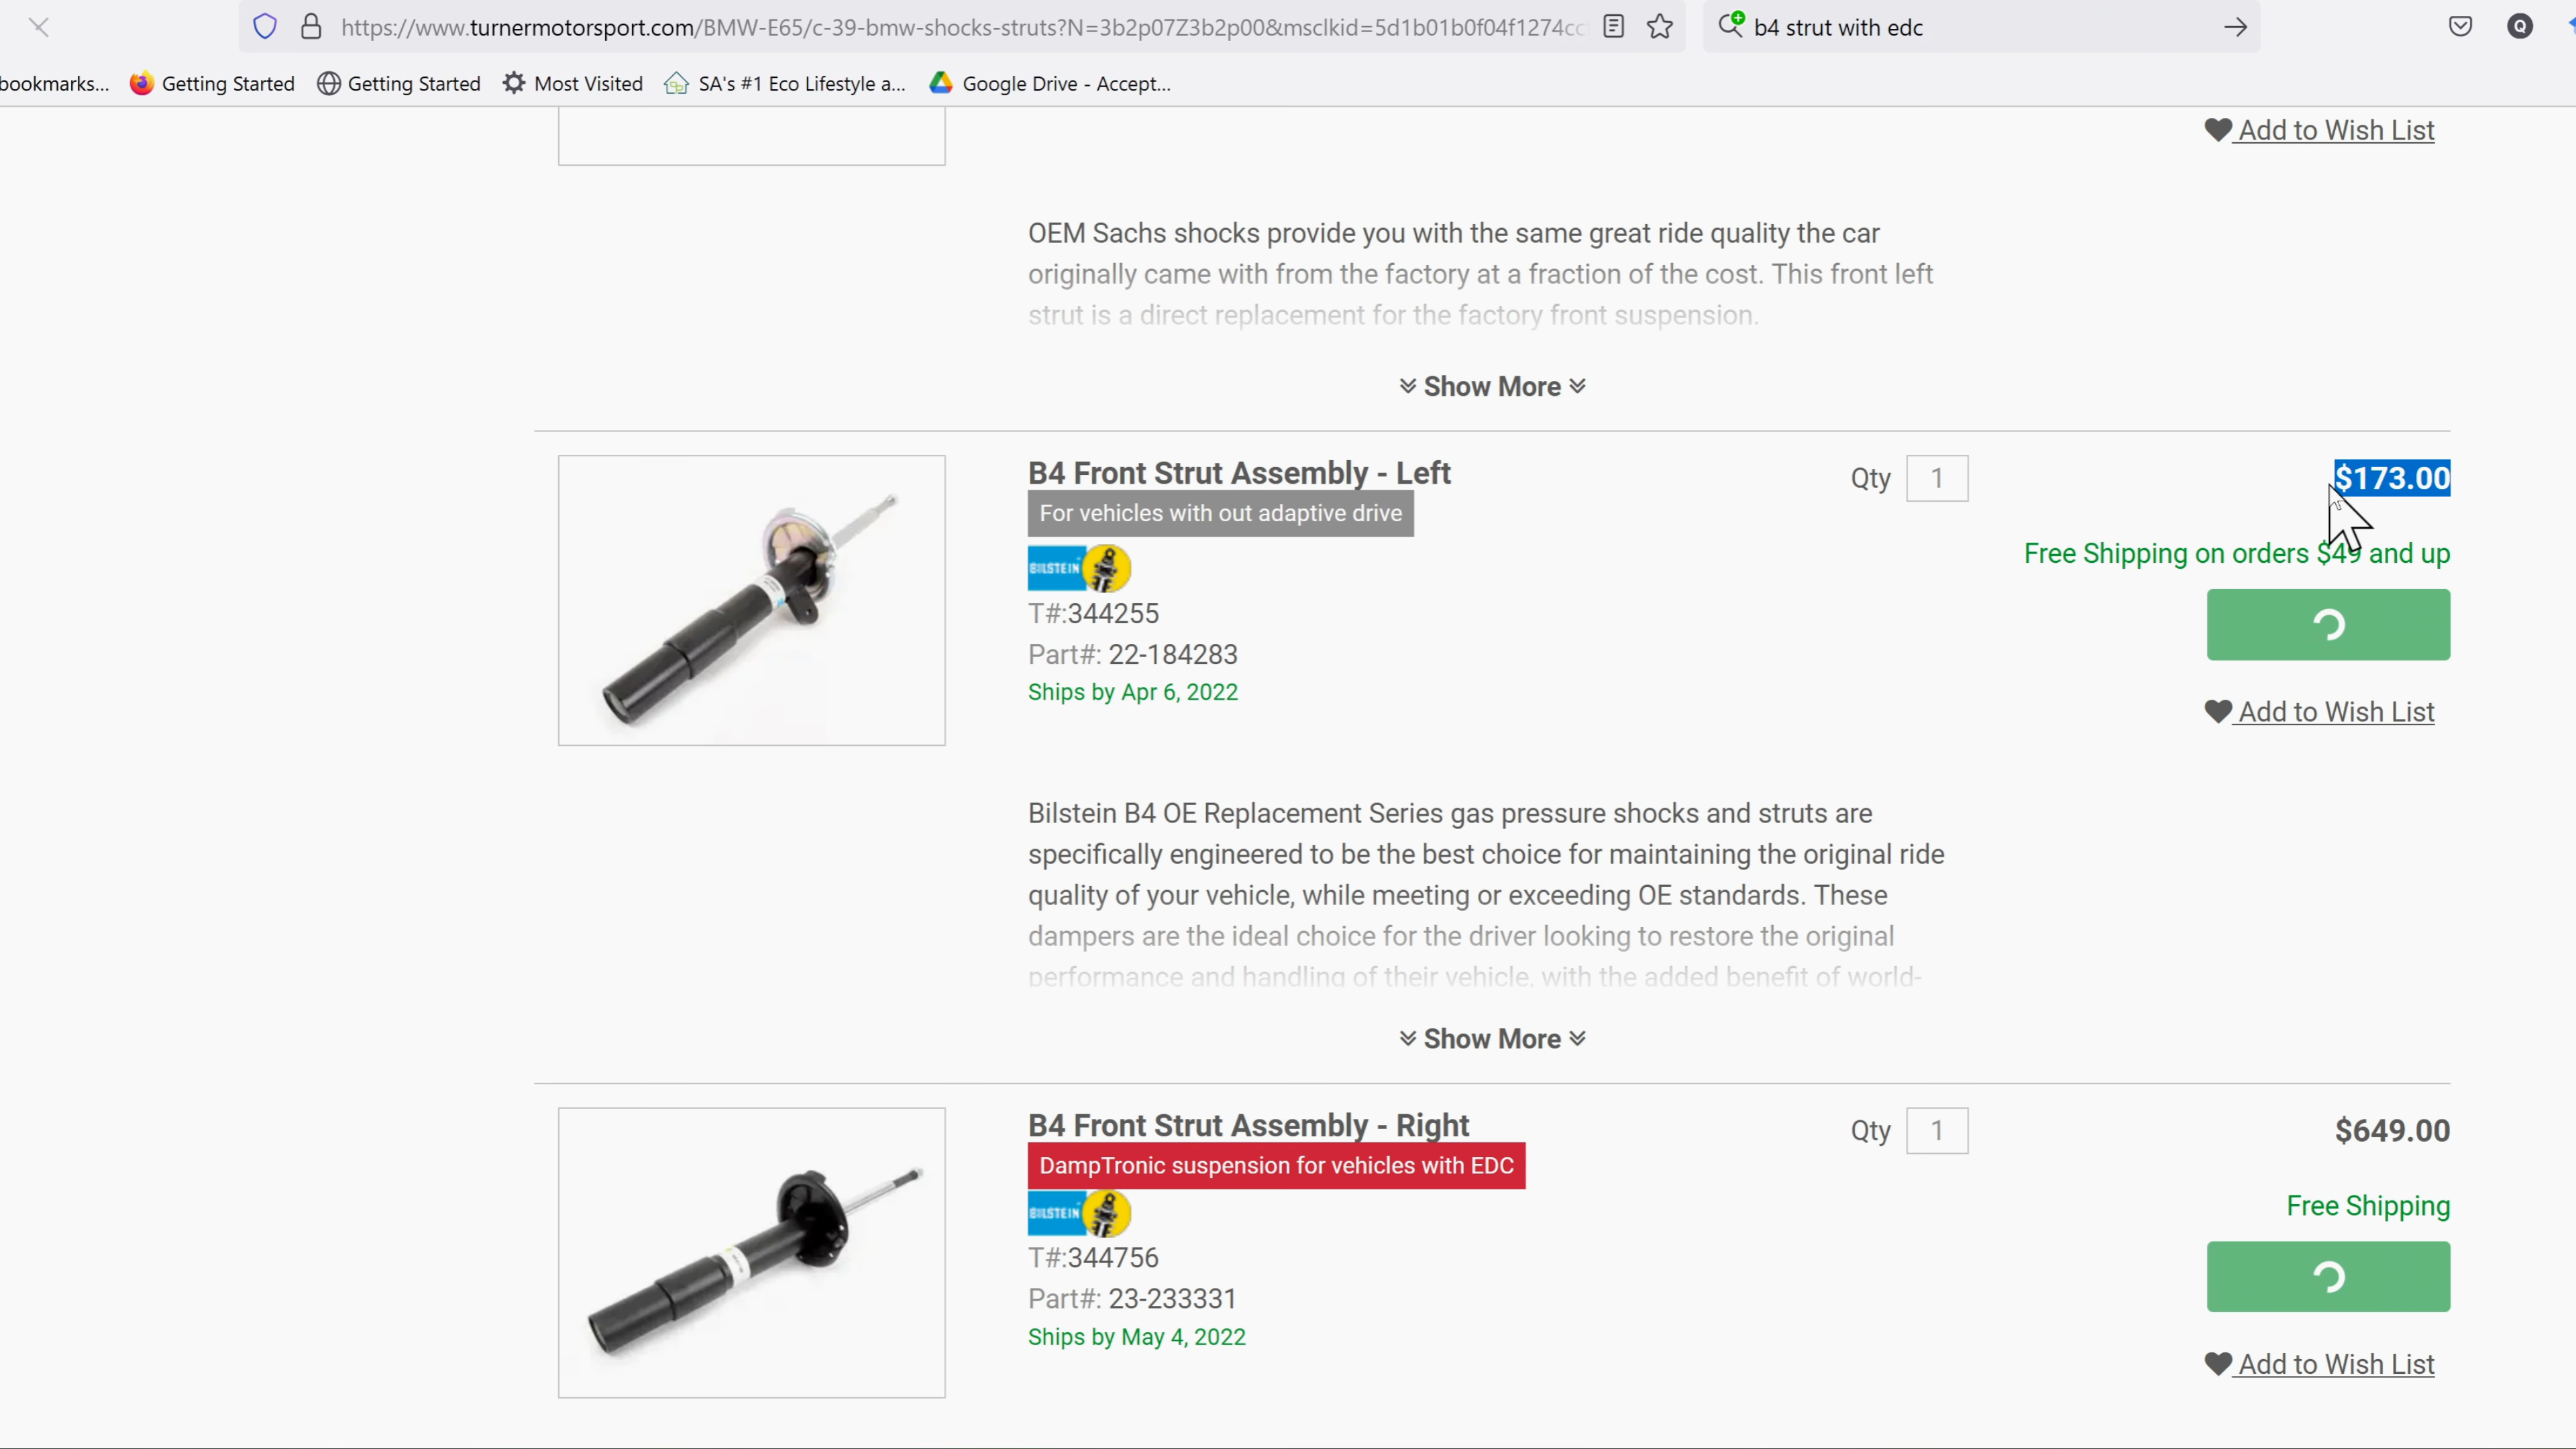 https://www.turnermotorsport.com/BMW-E65/c-39-bmw-shocks-struts?N=3b2p07Z3b2p00&msclkid=5d1b01b0f04f1274cc
b4 strut with edc
Q
bookmarks...
Getting Started
Getting Started
Most Visited
SA's #1 Eco Lifestyle a...
Google Drive - Accept...
Add to Wish List
OEM Sachs shocks provide you with the same great ride quality the car
originally came with from the factory at a fraction of the cost. This front left
strut is a direct replacement for the factory front suspension.
Show More
B4 Front Strut Assembly - Left
Qty 1
$173.00
For vehicles with out adaptive drive
Free Shipping on orders $49 and up
BILSTEIN
T#:344255
Part#: 22-184283
Ships by Apr 6, 2022
Add to Wish List
Bilstein B4 OE Replacement Series gas pressure shocks and struts are
specifically engineered to be the best choice for maintaining the original ride
quality of your vehicle, while meeting or exceeding OE standards. These
dampers are the ideal choice for the driver looking to restore the original
performance and handling of their vehicle, with the added benefit of world-
Show More
B4 Front Strut Assembly - Right
Qty 1
$649.00
DampTronic suspension for vehicles with EDC
Free Shipping
BILSTEIN
T#:344756
Part#: 23-233331
Ships by May 4, 2022
Add to Wish List